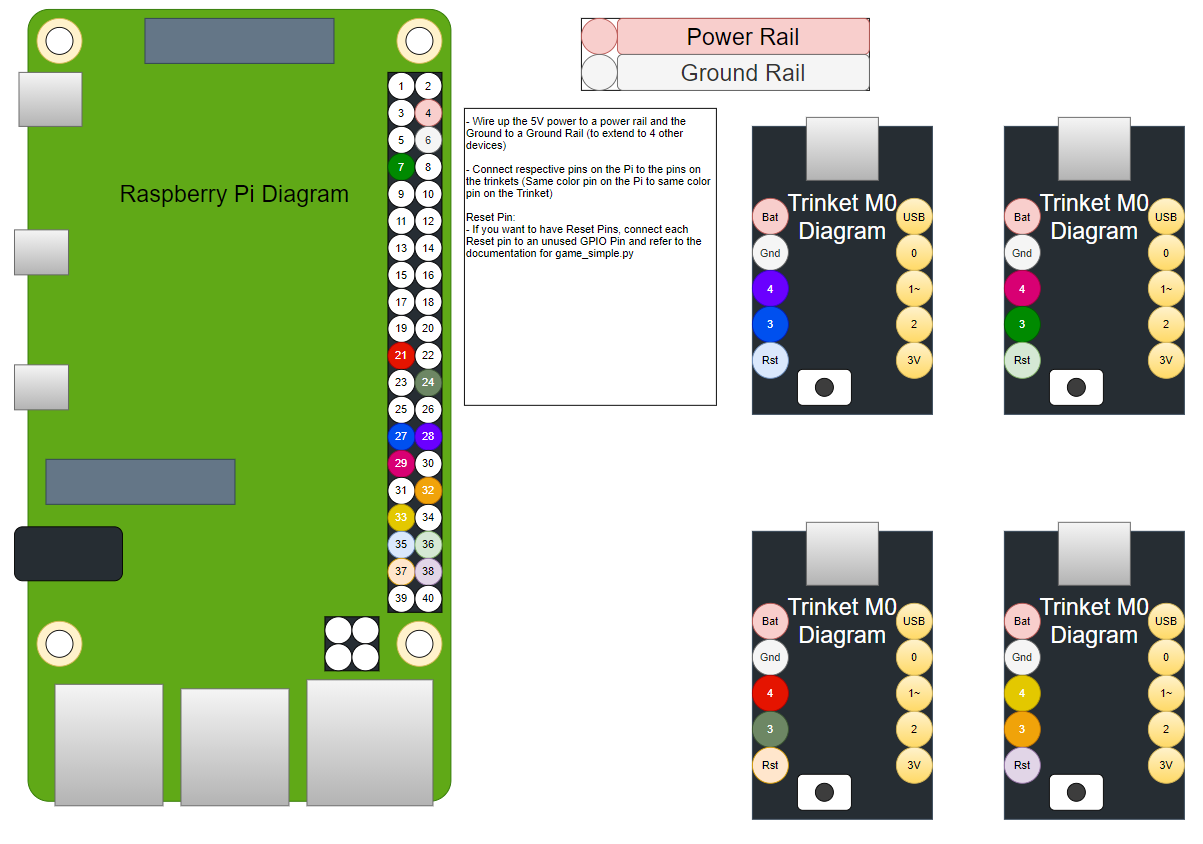 Power Rail
Ground Rail
1 2
3 4
5 6
7 8
9 10
11 12
13 14
15 16
17 18
19 20
21 22
23 24
25 26
27 28
29 30
31 32
33 34
35 36
37 38
39 40
Raspberry Pi Diagram
- Wire up the 5V power to a power rail and the
Ground to a Ground Rail (to extend to 4 other
devices)
- Connect respective pins on the Pi to the pins on
the trinkets (Same color pin on the Pi to same color
pin on the Trinket)
Reset Pin:
- If you want to have Reset Pins, connect each
Reset pin to an unused GPIO Pin and refer to the
documentation for game_simple.py
Trinket M0
Diagram
Bat USB
Gnd 0
4 1~
3 2
Rst 3V
Trinket M0
Diagram
Bat USB
Gnd 0
4 1~
3 2
Rst 3V
Trinket M0
Diagram
Bat USB
Gnd 0
4 1~
3 2
Rst 3V
Trinket M0
Diagram
Bat USB
Gnd 0
4 1~
3 2
Rst 3V